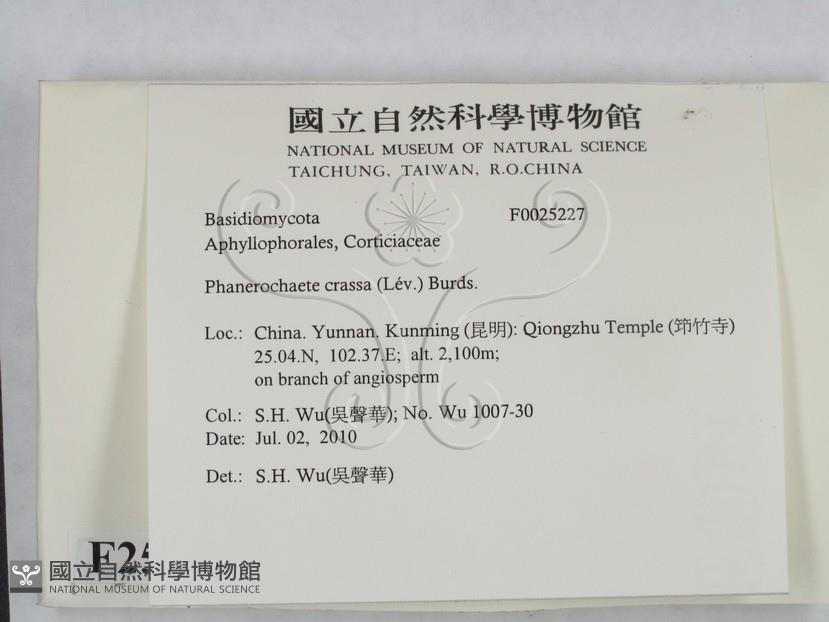 國立自然科學博物館
NATIONAL MUSEUM OF NATURAL SCIENCE
TAICHUNG, TAIWAN, R.O.CHINA
Basidiomycota F0025227
Aphyllophorales, Corticiaceae
Phanerochaete crassa (Lév.) Burds.
Loc.: China. Yunnan. Kunming (昆明): Qiongzhu Temple (筇竹寺)
25.04.N, 102.37.E; alt. 2,100m;
on branch of angiosperm
Col.: S.H. Wu(吳聲華); No. Wu 1007-30
Date: Jul. 02, 2010
Det.: S.H. Wu(吳聲華)
F25
國立自然科學博物館
NATIONAL MUSEUM OF NATURAL SCIENCE